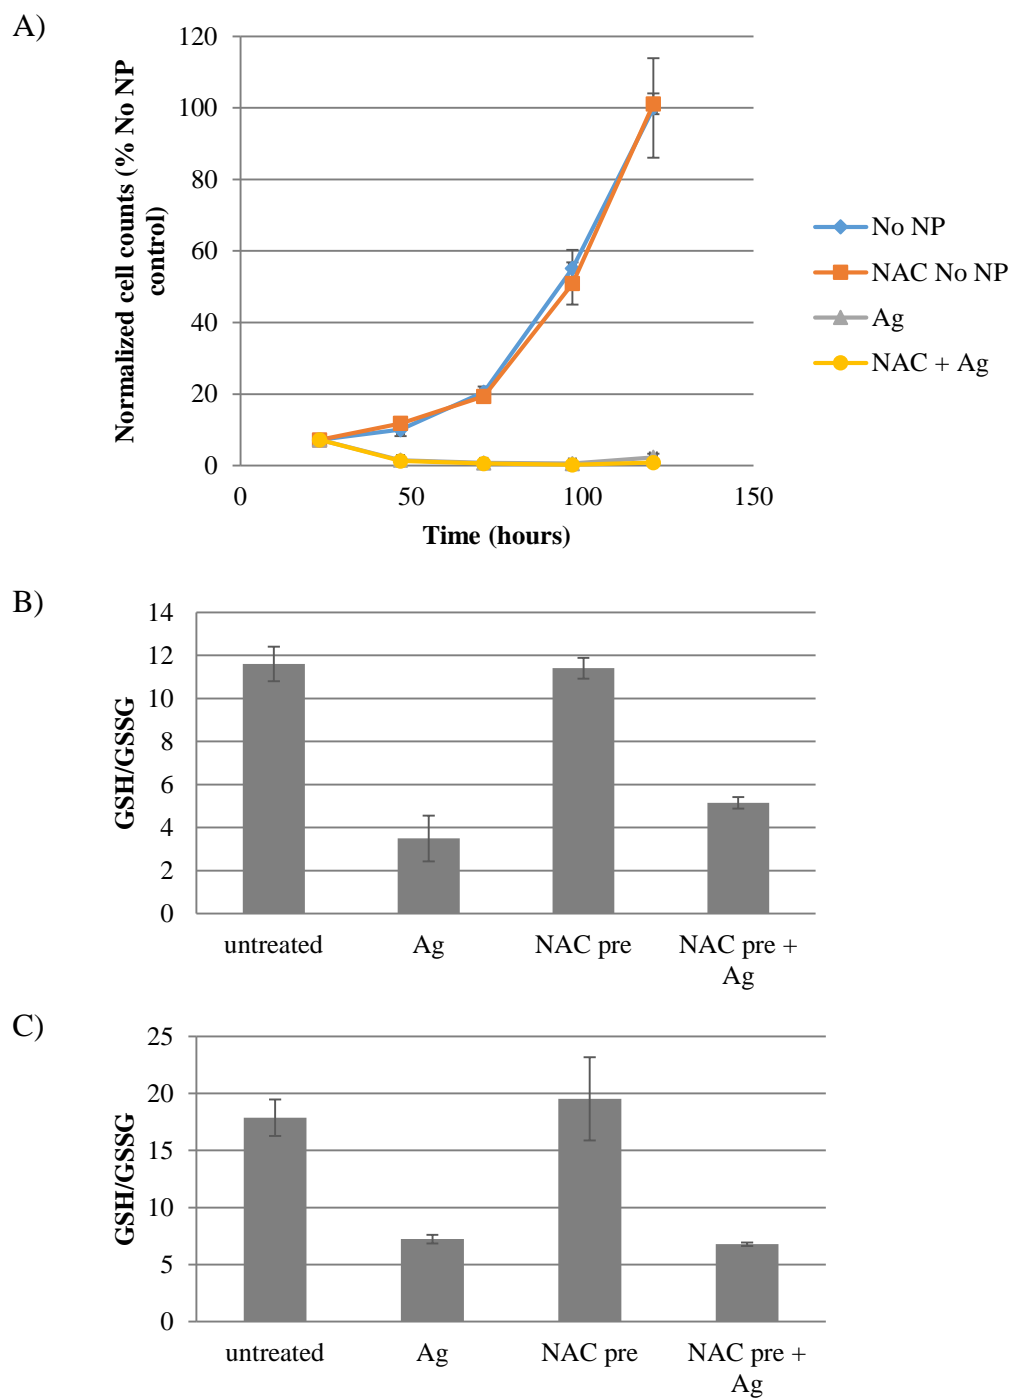 A)
Normalized cell counts (% No NP
control)
120
100
80
60
40
20
0
0
50
100
150
Time (hours)
No NP
NAC No NP
Ag
NAC + Ag
B)
GSH/GSSG
14
12
10
8
6
4
2
0
untreated
Ag
NAC pre
NAC pre +
Ag
C)
GSH/GSSG
25
20
15
10
5
0
untreated
Ag
NAC pre
NAC pre +
Ag